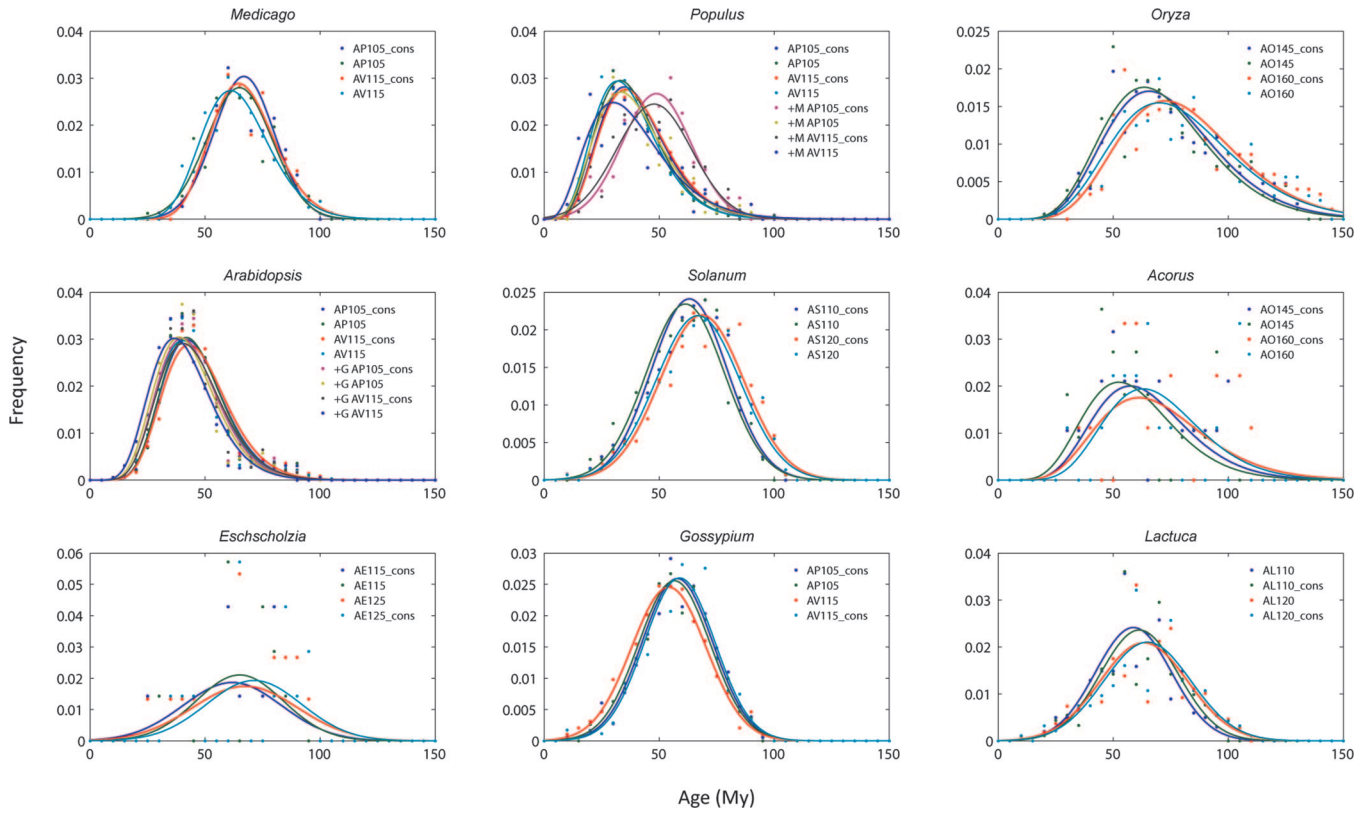 Medicago
0.04
0.03
0.02
0.01
0
0
50
100
150
AP105_cons
AP105
AV115_cons
AV115
Populus
0.04
0.03
0.02
0.01
0
0
50
100
150
AP105_cons
AP105
AV115_cons
AV115
+M AP105_cons
+M AP105
+M AV115_cons
+M AV115
Oryza
0.025
0.02
0.015
0.01
0.005
0
0
50
100
150
AO145_cons
AO145
AO160_cons
AO160
Frequency
Arabidopsis
0.04
0.03
0.02
0.01
0
0
50
100
150
AP105_cons
AP105
AV115_cons
AV115
+G AP105_cons
+G AP105
+G AV115_cons
+G AV115
Solanum
0.025
0.02
0.015
0.01
0.005
0
0
50
100
150
AS110_cons
AS110
AS120_cons
AS120
Acorus
0.04
0.03
0.02
0.01
0
0
50
100
150
AO145_cons
AO145
AO160_cons
AO160
Eschscholzia
0.06
0.05
0.04
0.03
0.02
0.01
0
0
50
100
150
AE115_cons
AE115
AE125
AE125_cons
Gossypium
0.03
0.025
0.02
0.015
0.01
0.005
0
0
50
100
150
AP105_cons
AP105
AV115
AV115_cons
Lactuca
0.04
0.03
0.02
0.01
0
0
50
100
150
AL110
AL110_cons
AL120
AL120_cons
Age (My)